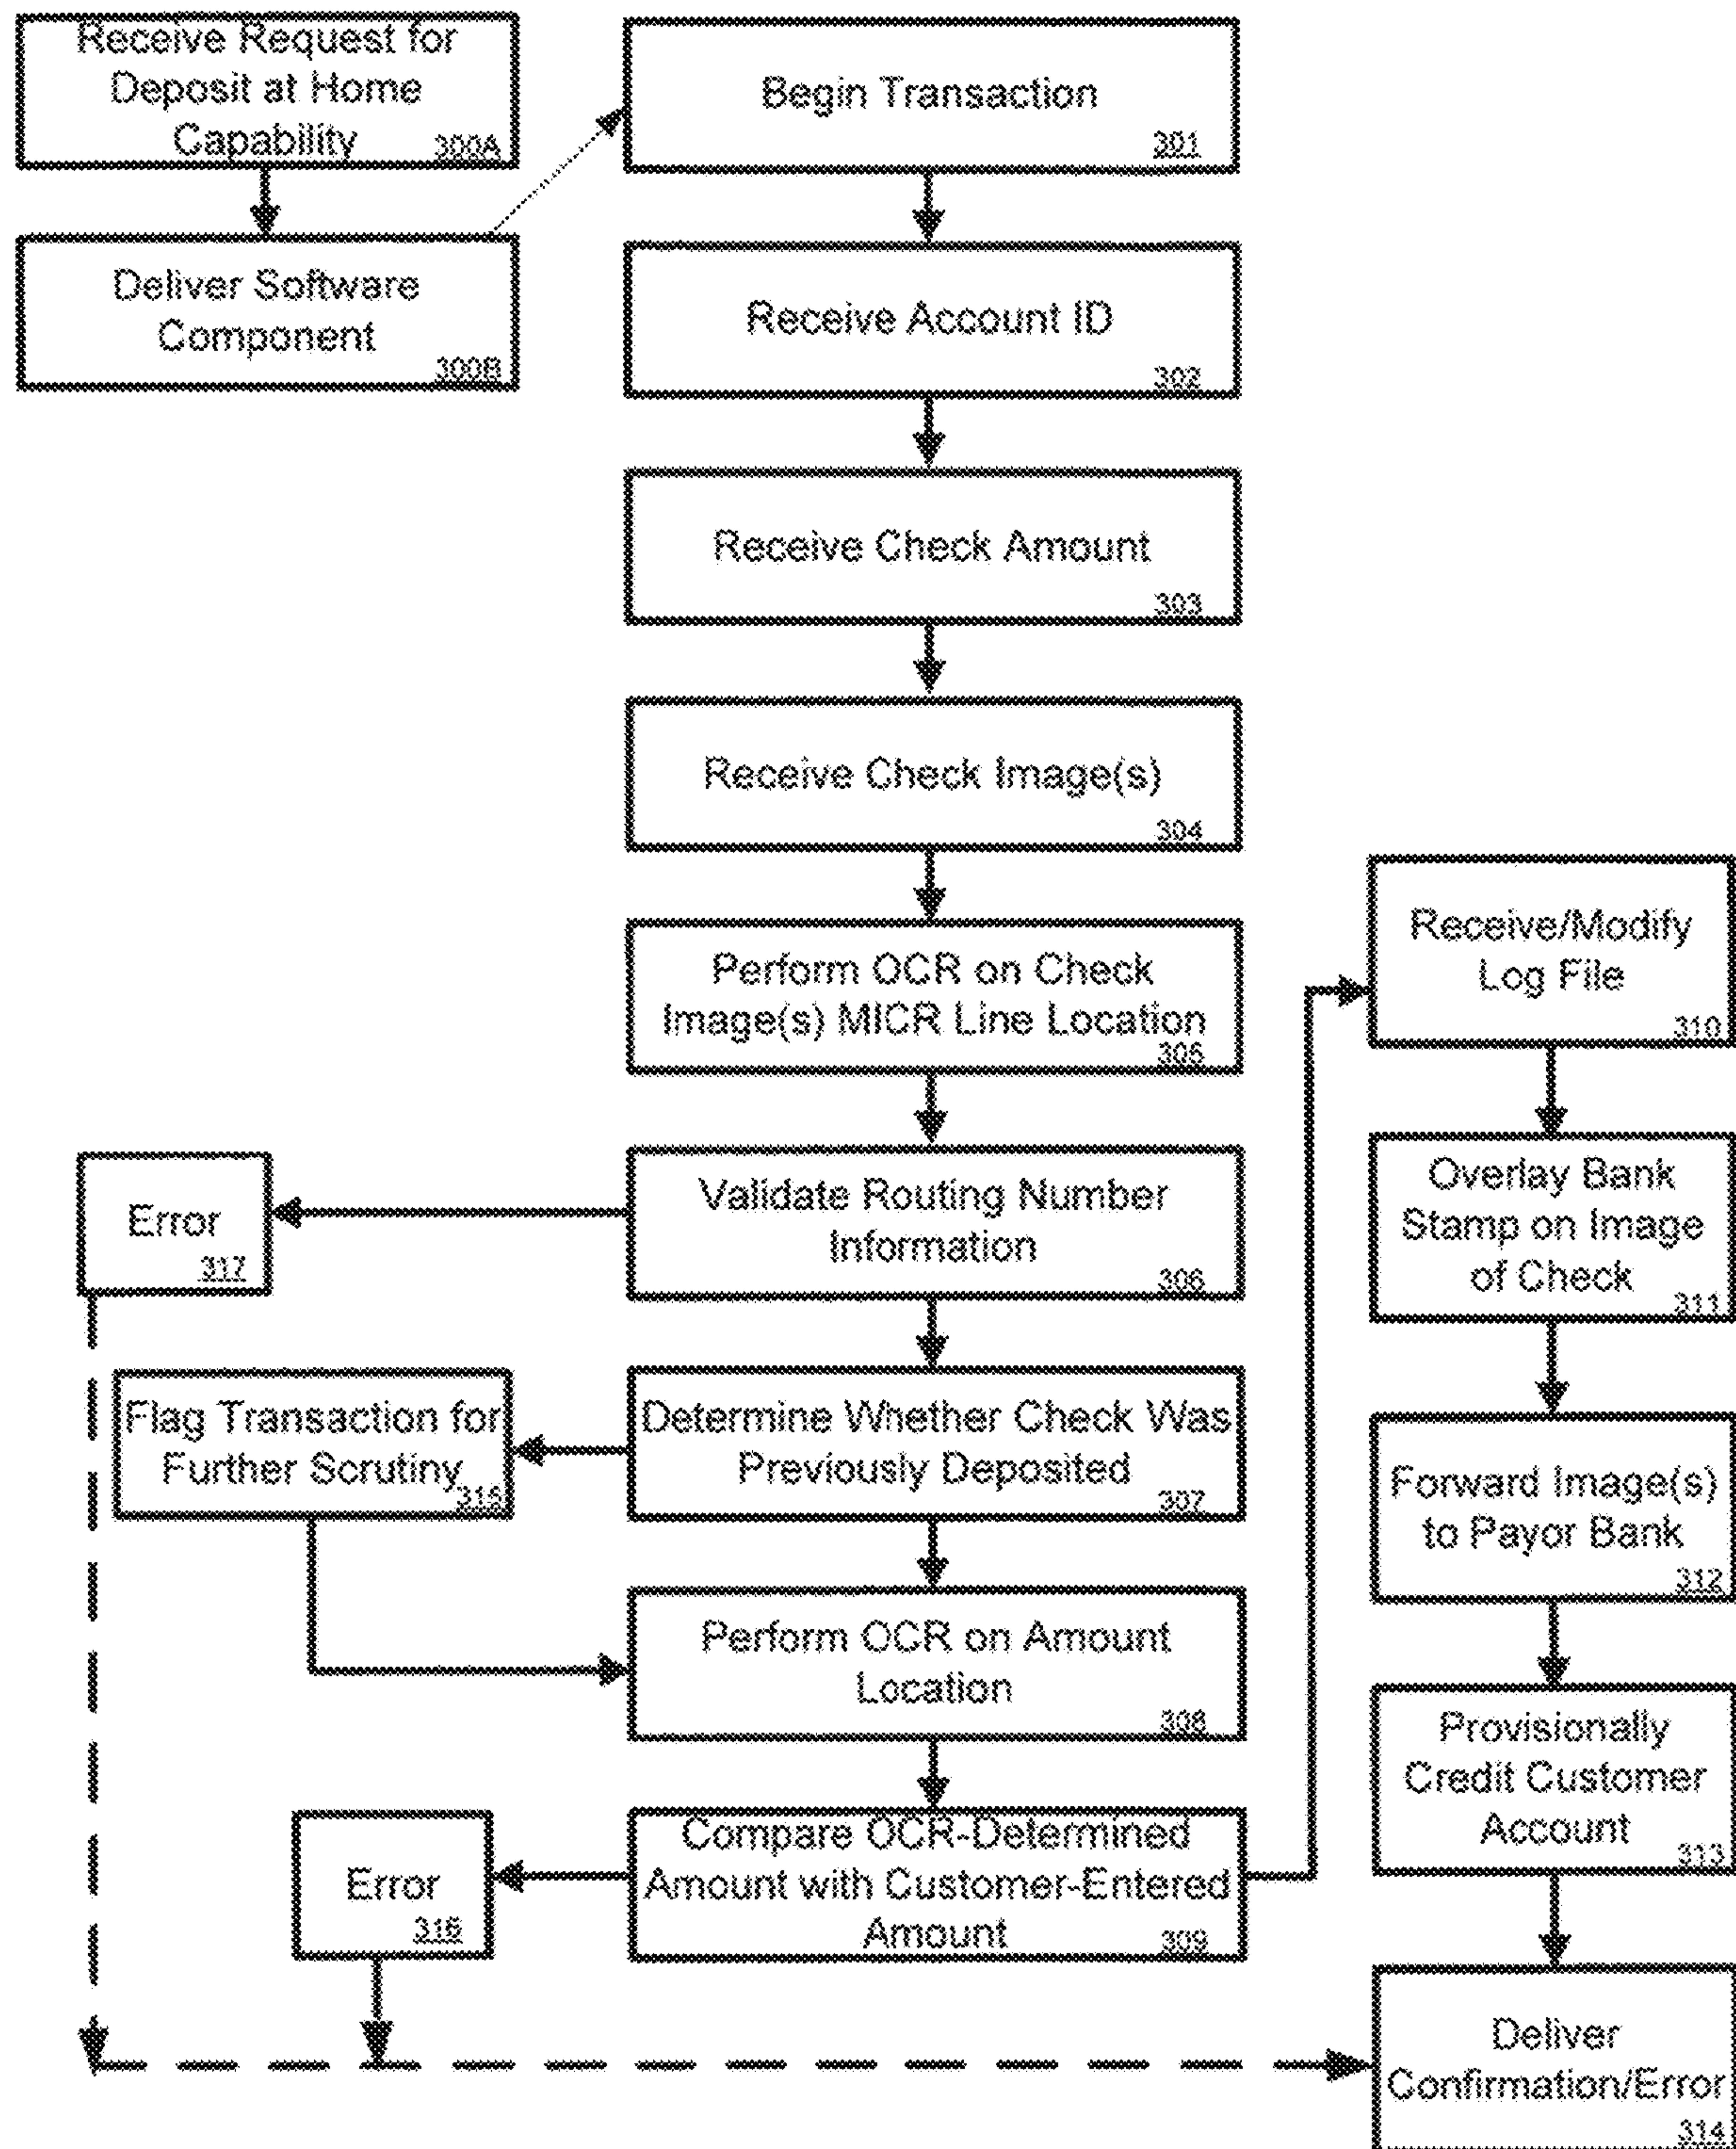 Receive Request for
Deposit at Home
Capability
300A
Deliver Software
Component
300B
Begin Transaction
301
Receive Account ID
302
Receive Check Amount
303
Receive Check Image(s)
304
Perform OCR on Check
Image(s) MICR Line Location
305
Validate Routing Number
Information
306
Error
317
Determine Whether Check Was
Previously Deposited
307
Flag Transaction for
Further Scrutiny
315
Perform OCR on Amount
Location
308
Compare OCR-Determined
Amount with Customer-Entered
Amount
309
Error
316
Receive/Modify
Log File
310
Overlay Bank
Stamp on Image
of Check
311
Forward Image(s)
to Payor Bank
312
Provisionally
Credit Customer
Account
313
Deliver
Confirmation/Error
314